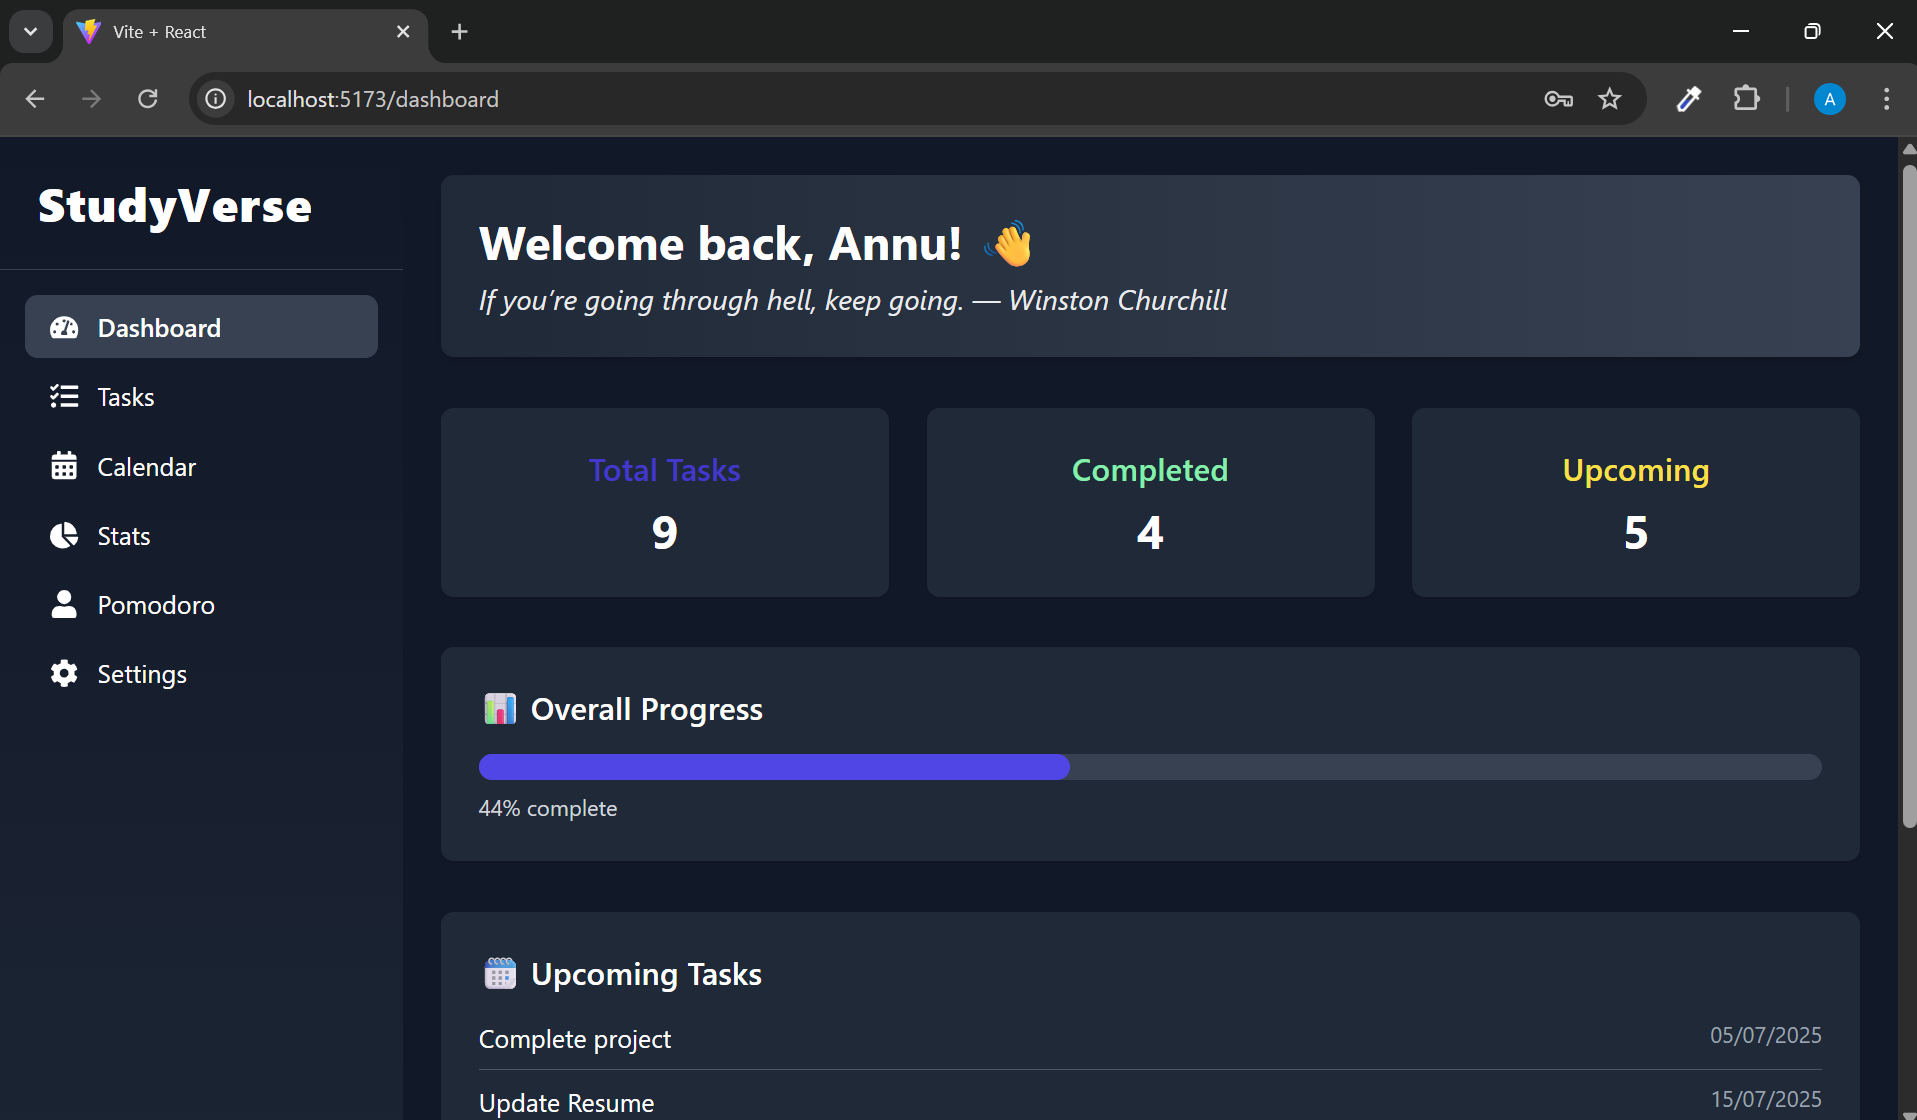 Vite + React
localhost:5173/dashboard
A
StudyVerse
Dashboard
Tasks
Calendar
Stats
Pomodoro
Settings
Welcome back, Annu! 👋
If you’re going through hell, keep going. — Winston Churchill
Total Tasks
9
Completed
4
Upcoming
5
📊 Overall Progress
44% complete
📅 Upcoming Tasks
Complete project 05/07/2025
Update Resume 15/07/2025